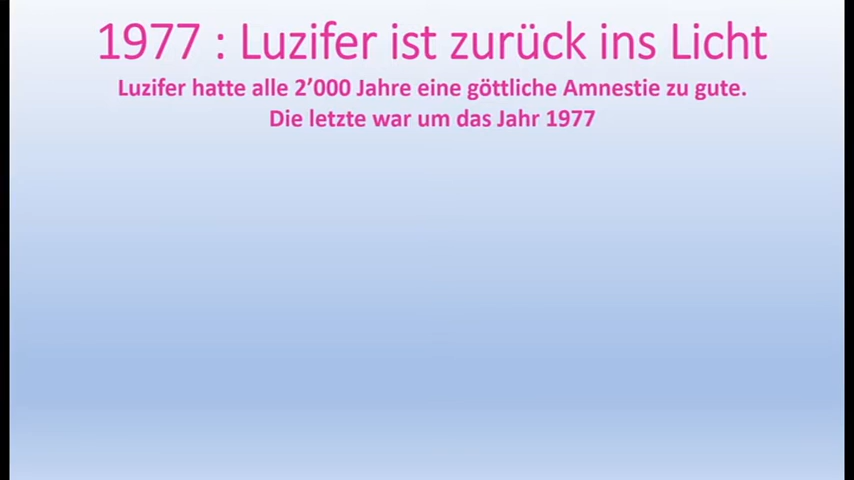 1977 : Luzifer ist zurück ins Licht
Luzifer hatte alle 2’000 Jahre eine göttliche Amnestie zu gute.
Die letzte war um das Jahr 1977